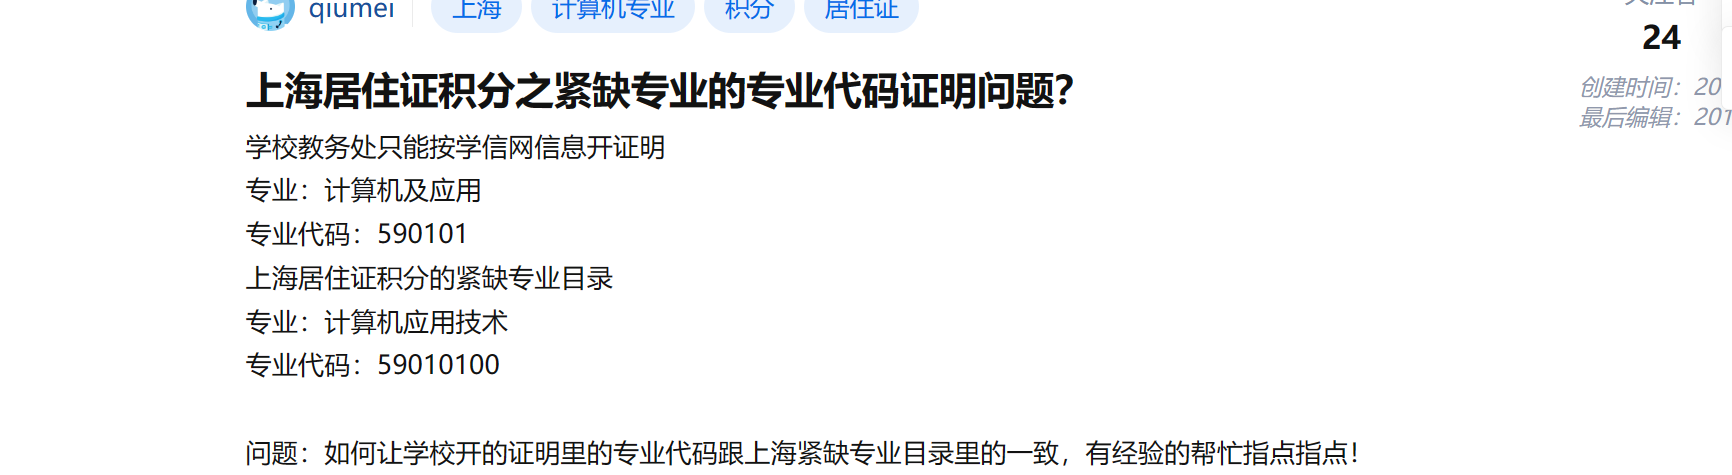 qiumei 上海 计算机专业 积分 居住证
24
上海居住证积分之紧缺专业的专业代码证明问题？
创建时间：20
最后编辑：201
学校教务处只能按学信网信息开证明
专业：计算机及应用
专业代码：590101
上海居住证积分的紧缺专业目录
专业：计算机应用技术
专业代码：59010100
问题：如何让学校开的证明里的专业代码跟上海紧缺专业目录里的一致，有经验的帮忙指点指点！